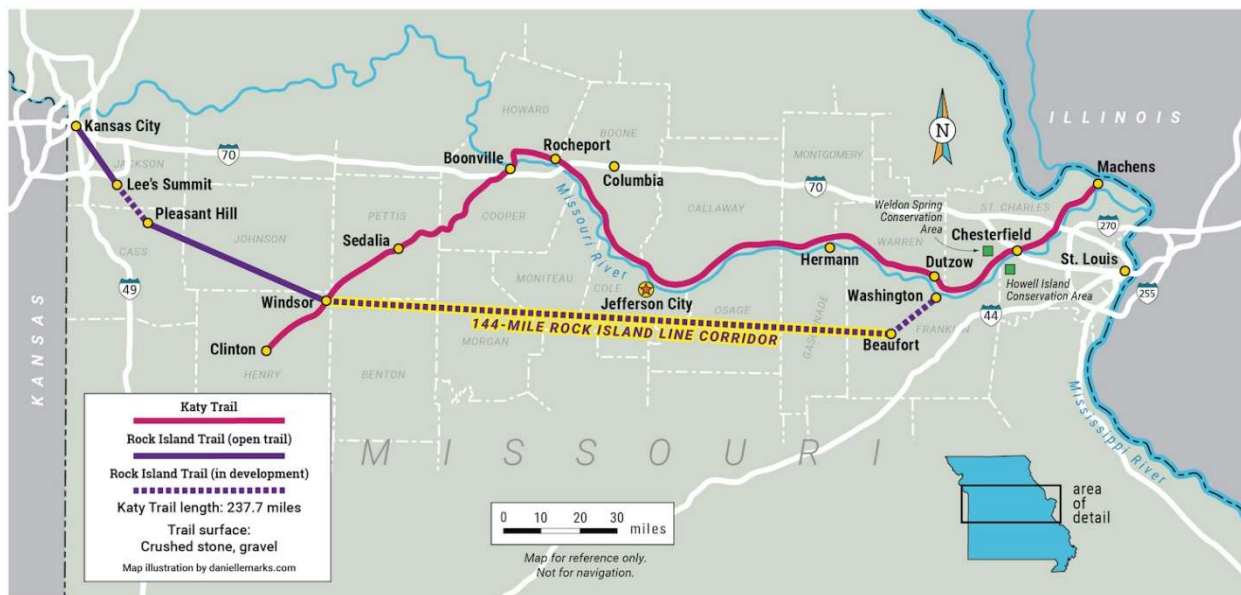 ILLINOIS
Kansas City
HOWARD
BOONE
N
Machens
70
JACKSON
Boonville
Rocheport
MONTGOMERY
Lee's Summit
Columbia
70
ST. CHARLES
Weldon Spring
Conservation
Area
Pleasant Hill
PETTIS
COOPER
Missouri River
CALLAWAY
Chesterfield
270
CASS
JOHNSON
Sedalia
WARREN
St. Louis
Hermann
Dutzow
MONITEAU
COLE
Howell Island
Conservation Area
49
Windsor
Jefferson City
Washington
255
KANSAS
144-MILE ROCK ISLAND LINE CORRIDOR
OSAGE
GASCONADE
FRANKLIN
44
Clinton
MORGAN
Beaufort
HENRY
BENTON
Mississippi River
MISSOURI
Katy Trail
Rock Island Trail (open trail)
Rock Island Trail (in development)
Katy Trail length: 237.7 miles
Trail surface:
Crushed stone, gravel
Map illustration by daniellemarks.com
0 10 20 30
miles
Map for reference only.
Not for navigation.
area
of
detail